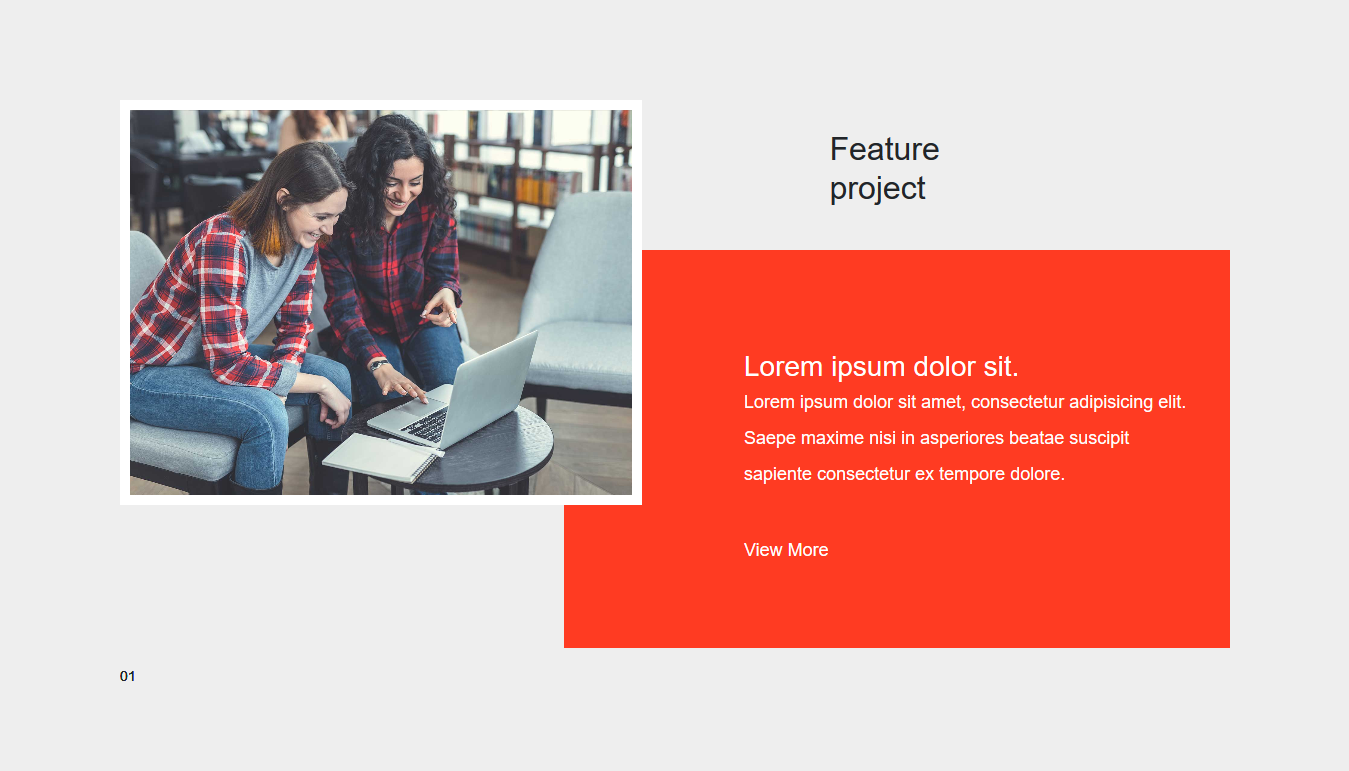 Feature
project
Lorem ipsum dolor sit.
Lorem ipsum dolor sit amet, consectetur adipisicing elit.
Saepe maxime nisi in asperiores beatae suscipit
sapiente consectetur ex tempore dolore.
View More
01